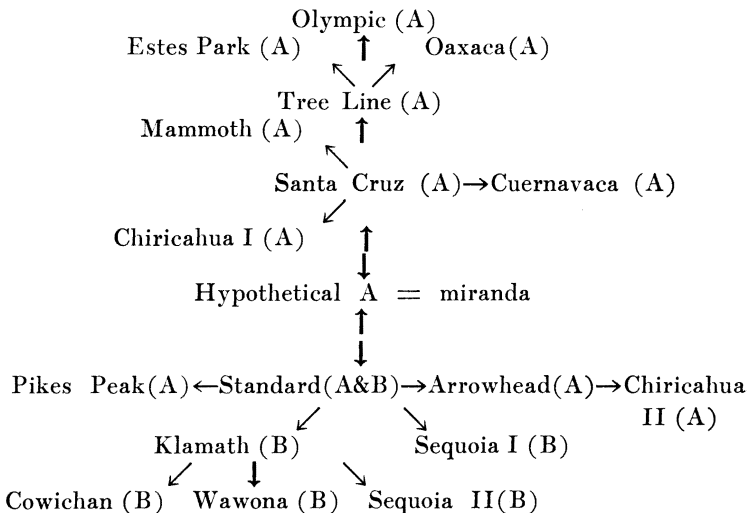 Olympic (A)
Estes Park (A) Oaxaca(A)
Tree Line (A)
Mammoth (A)
Santa Cruz (A)→Cuernavaca (A)
Chiricahua I (A)
Hypothetical A = miranda
Pikes Peak(A) ←Standard(A&B)→Arrowhead(A)→Chiricahua
II (A)
Klamath (B) Sequoia I (B)
Cowichan (B) Wawona (B) Sequoia II(B)